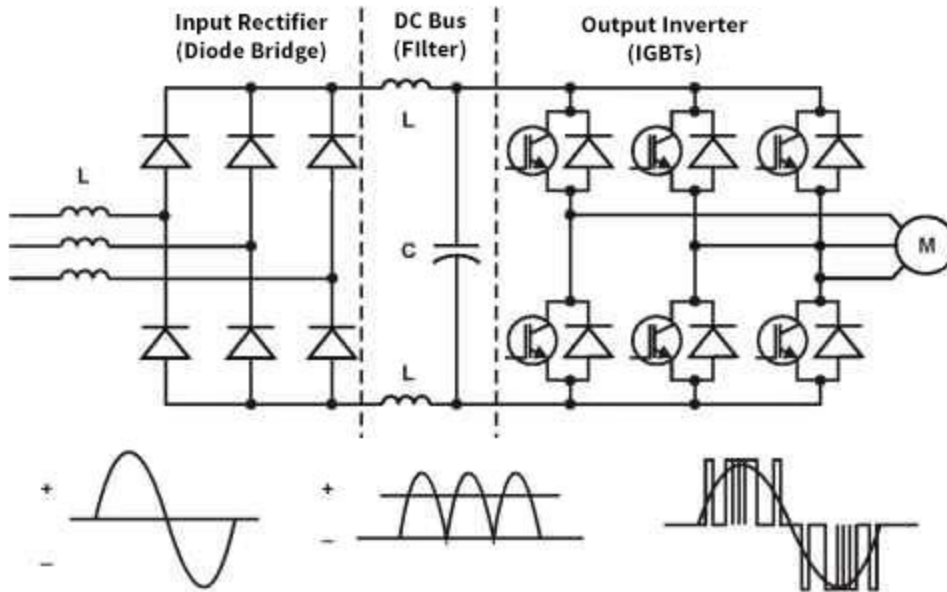 Input Rectifier
(Diode Bridge)
DC Bus
(FIlter)
Output Inverter
(IGBTs)
L
L
C
M
L
+
–
+
–